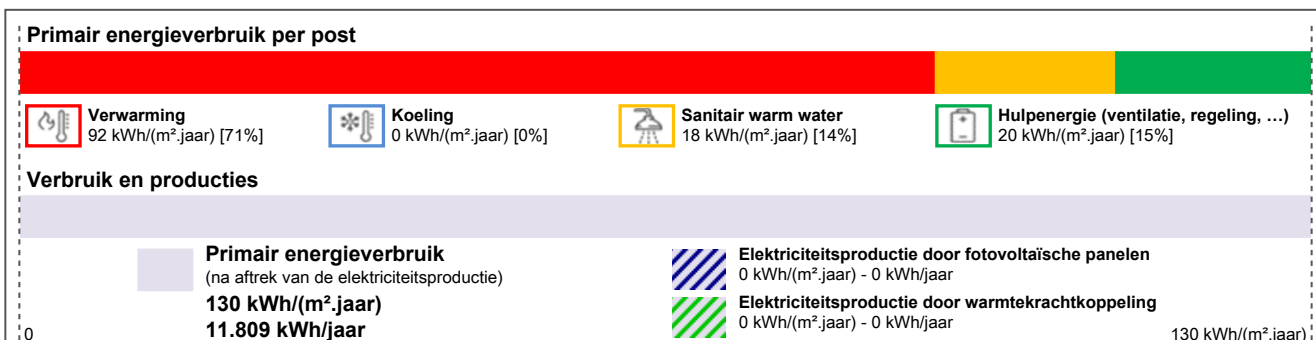 Primair energieverbruik per post
Verwarming
92 kWh/(m².jaar) [71%]
Koeling
0 kWh/(m².jaar) [0%]
Sanitair warm water
18 kWh/(m².jaar) [14%]
Hulpenergie (ventilatie, regeling, …)
20 kWh/(m².jaar) [15%]
Verbruik en producties
Primair energieverbruik
(na aftrek van de elektriciteitsproductie)
130 kWh/(m².jaar)
11.809 kWh/jaar
Elektriciteitsproductie door fotovoltaïsche panelen
0 kWh/(m².jaar) - 0 kWh/jaar
Elektriciteitsproductie door warmtekrachtkoppeling
0 kWh/(m².jaar) - 0 kWh/jaar
0
130 kWh/(m².jaar)